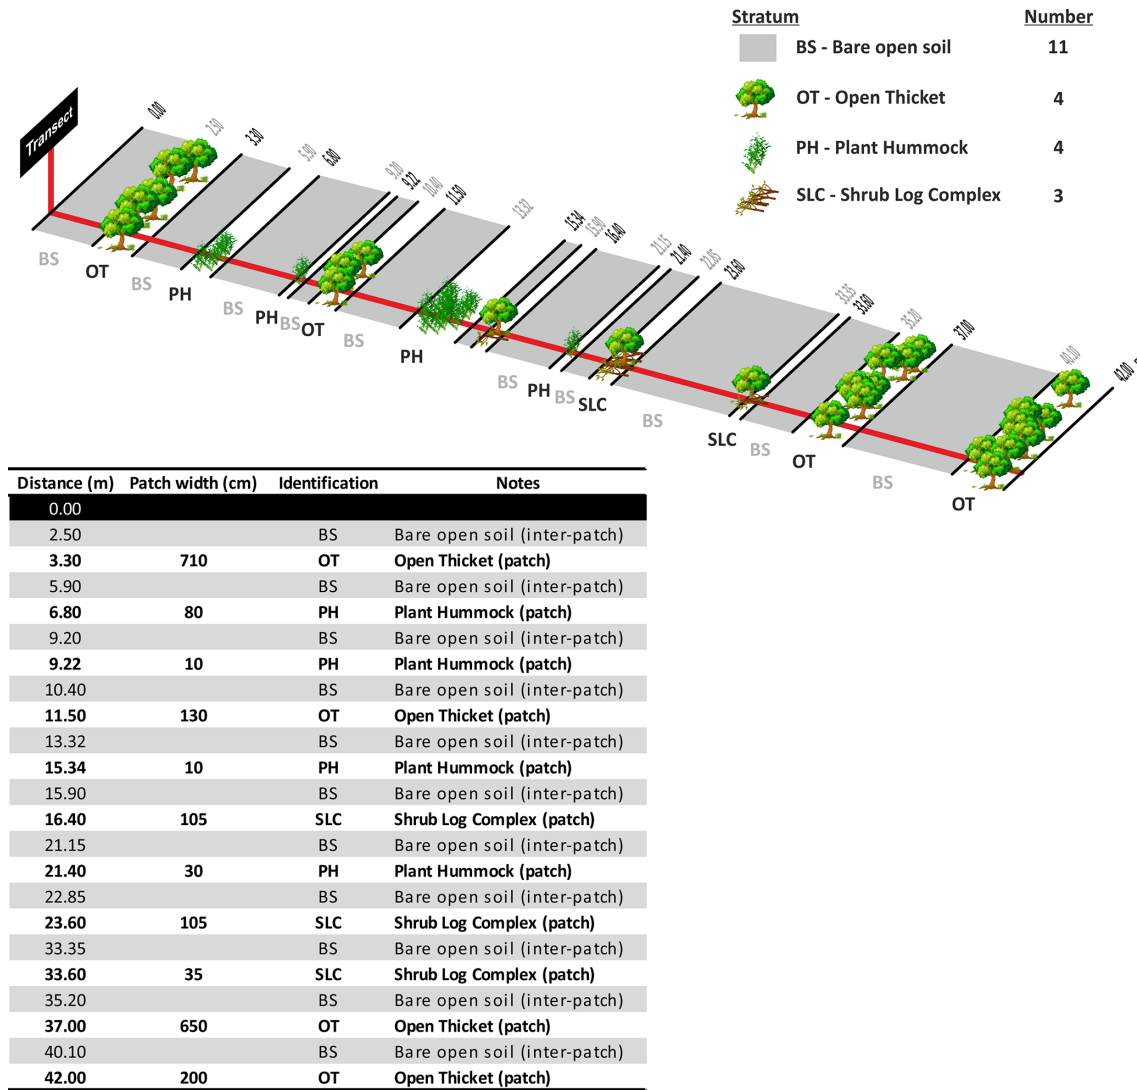 Stratum Number
BS - Bare open soil 11
OT - Open Thicket 4
PH - Plant Hummock 4
SLC - Shrub Log Complex 3
Transect
0.00
2.50
3.30
5.90
6.80
9.20
9.22
10.40
11.50
13.32
15.34
15.90
16.40
21.15
21.40
22.85
23.60
33.35
33.60
35.20
37.00
40.10
42.00
BS
OT
BS
PH
BS
PH
BS
OT
BS
PH
BS
PH
BS
SLC
BS
SLC
BS
OT
BS
OT
Distance (m) Patch width (cm) Identification Notes
0.00
2.50 BS Bare open soil (inter-patch)
3.30 710 OT Open Thicket (patch)
5.90 BS Bare open soil (inter-patch)
6.80 80 PH Plant Hummock (patch)
9.20 BS Bare open soil (inter-patch)
9.22 10 PH Plant Hummock (patch)
10.40 BS Bare open soil (inter-patch)
11.50 130 OT Open Thicket (patch)
13.32 BS Bare open soil (inter-patch)
15.34 10 PH Plant Hummock (patch)
15.90 BS Bare open soil (inter-patch)
16.40 105 SLC Shrub Log Complex (patch)
21.15 BS Bare open soil (inter-patch)
21.40 30 PH Plant Hummock (patch)
22.85 BS Bare open soil (inter-patch)
23.60 105 SLC Shrub Log Complex (patch)
33.35 BS Bare open soil (inter-patch)
33.60 35 SLC Shrub Log Complex (patch)
35.20 BS Bare open soil (inter-patch)
37.00 650 OT Open Thicket (patch)
40.10 BS Bare open soil (inter-patch)
42.00 200 OT Open Thicket (patch)